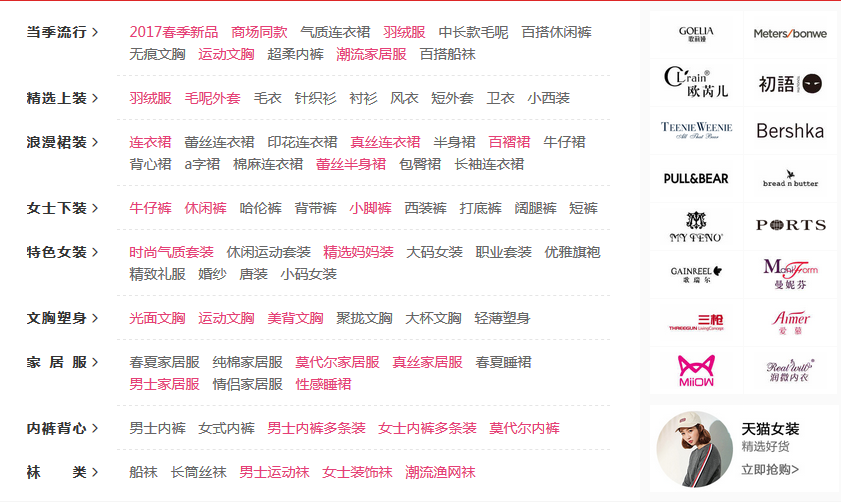 当季流行 > 2017春季新品 商场同款 气质连衣裙 羽绒服 中长款毛呢 百搭休闲裤
无痕文胸 运动文胸 超柔内裤 潮流家居服 百搭船袜
精选上装 > 羽绒服 毛呢外套 毛衣 针织衫 衬衫 风衣 短外套 卫衣 小西装
浪漫裙装 > 连衣裙 蕾丝连衣裙 印花连衣裙 真丝连衣裙 半身裙 百褶裙 牛仔裙
背心裙 a字裙 棉麻连衣裙 蕾丝半身裙 包臀裙 长袖连衣裙
女士下装 > 牛仔裤 休闲裤 哈伦裤 背带裤 小脚裤 西装裤 打底裤 阔腿裤 短裤
特色女装 > 时尚气质套装 休闲运动套装 精选妈妈装 大码女装 职业套装 优雅旗袍
精致礼服 婚纱 唐装 小码女装
文胸塑身 > 光面文胸 运动文胸 美背文胸 聚拢文胸 大杯文胸 轻薄塑身
家居服 > 春夏家居服 纯棉家居服 莫代尔家居服 真丝家居服 春夏睡裙
男士家居服 情侣家居服 性感睡裙
内裤背心 > 男士内裤 女式内裤 男士内裤多条装 女士内裤多条装 莫代尔内裤
袜类 > 船袜 长筒丝袜 男士运动袜 女士装饰袜 潮流渔网袜
GOELIA
歌莉娅
Meters/bonwe
Crain®
欧芮儿
初語
TEENIE WEENIE
All That Bear
Bershka
PULL&BEAR
bread n butter
MYTENO
PORTS
GAINREEL
歌瑞尔
ManiForm
曼妮芬
三枪
THREEGUN LivingConcept
Aimer
爱慕
MiiOW
Real will
润微内衣
天猫女装
精选好货
立即抢购>